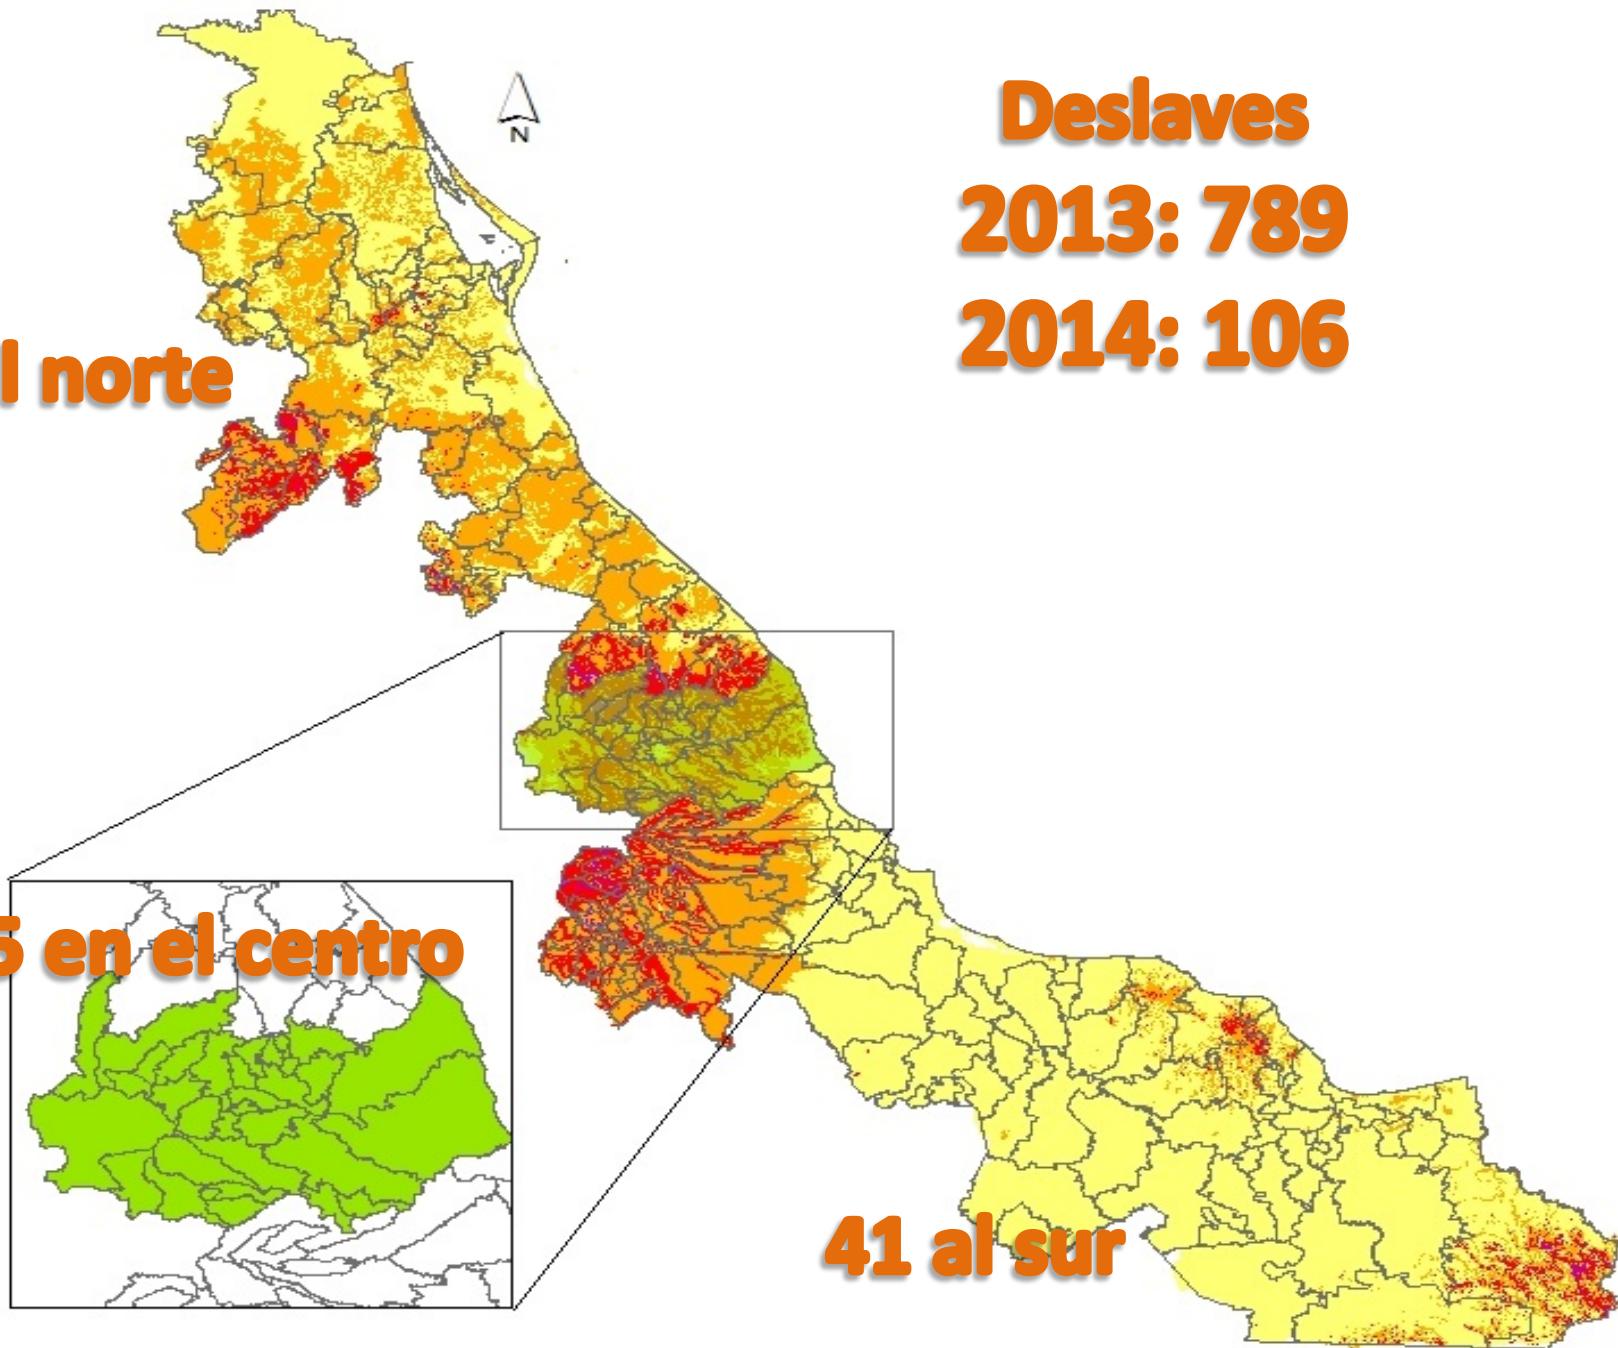 N
Deslaves
2013: 789
2014: 106
l norte
5 en el centro
41 al sur